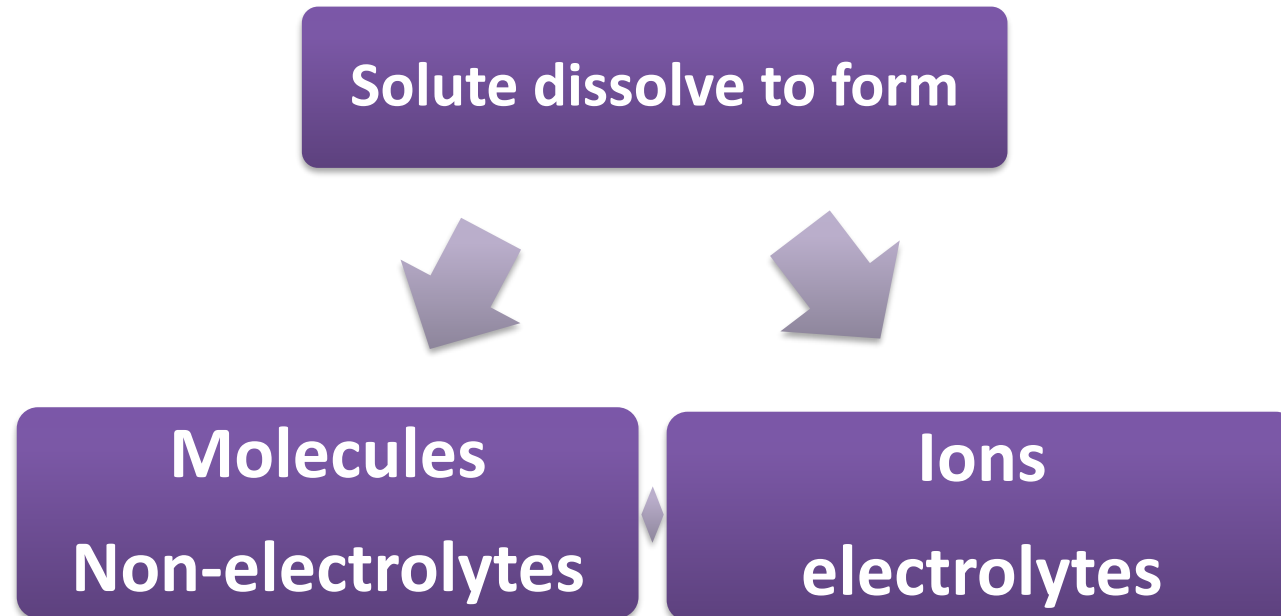 Solute dissolve to form
Molecules
Non-electrolytes
Ions
electrolytes